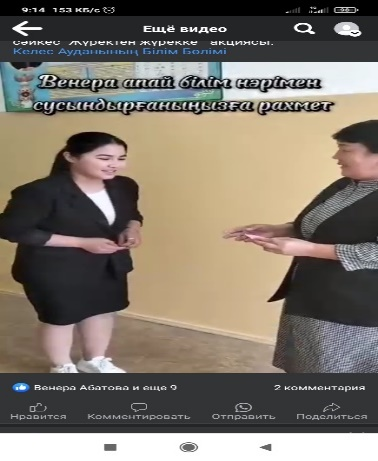 9:14 153 КБ/с
Ещё видео
сәйкес "Жүректен жүрекке" акциясы.
Келес Ауданының Білім Бөлімі
Венера апай білім нәрімен
сусындырғаныңызға рахмет
Венера Абатова и еще 9
2 комментария
Нравится
Комментировать
Отправить
Поделиться